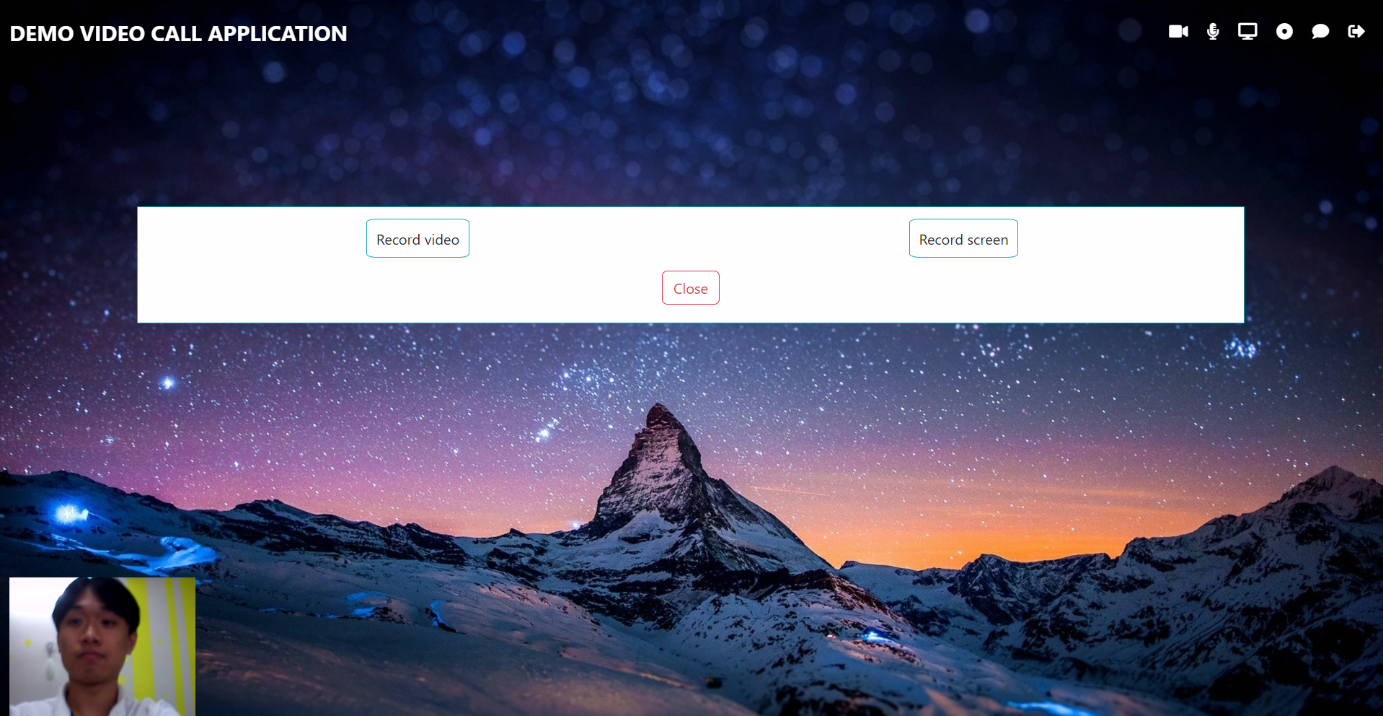 DEMO VIDEO CALL APPLICATION
Record video
Record screen
Close